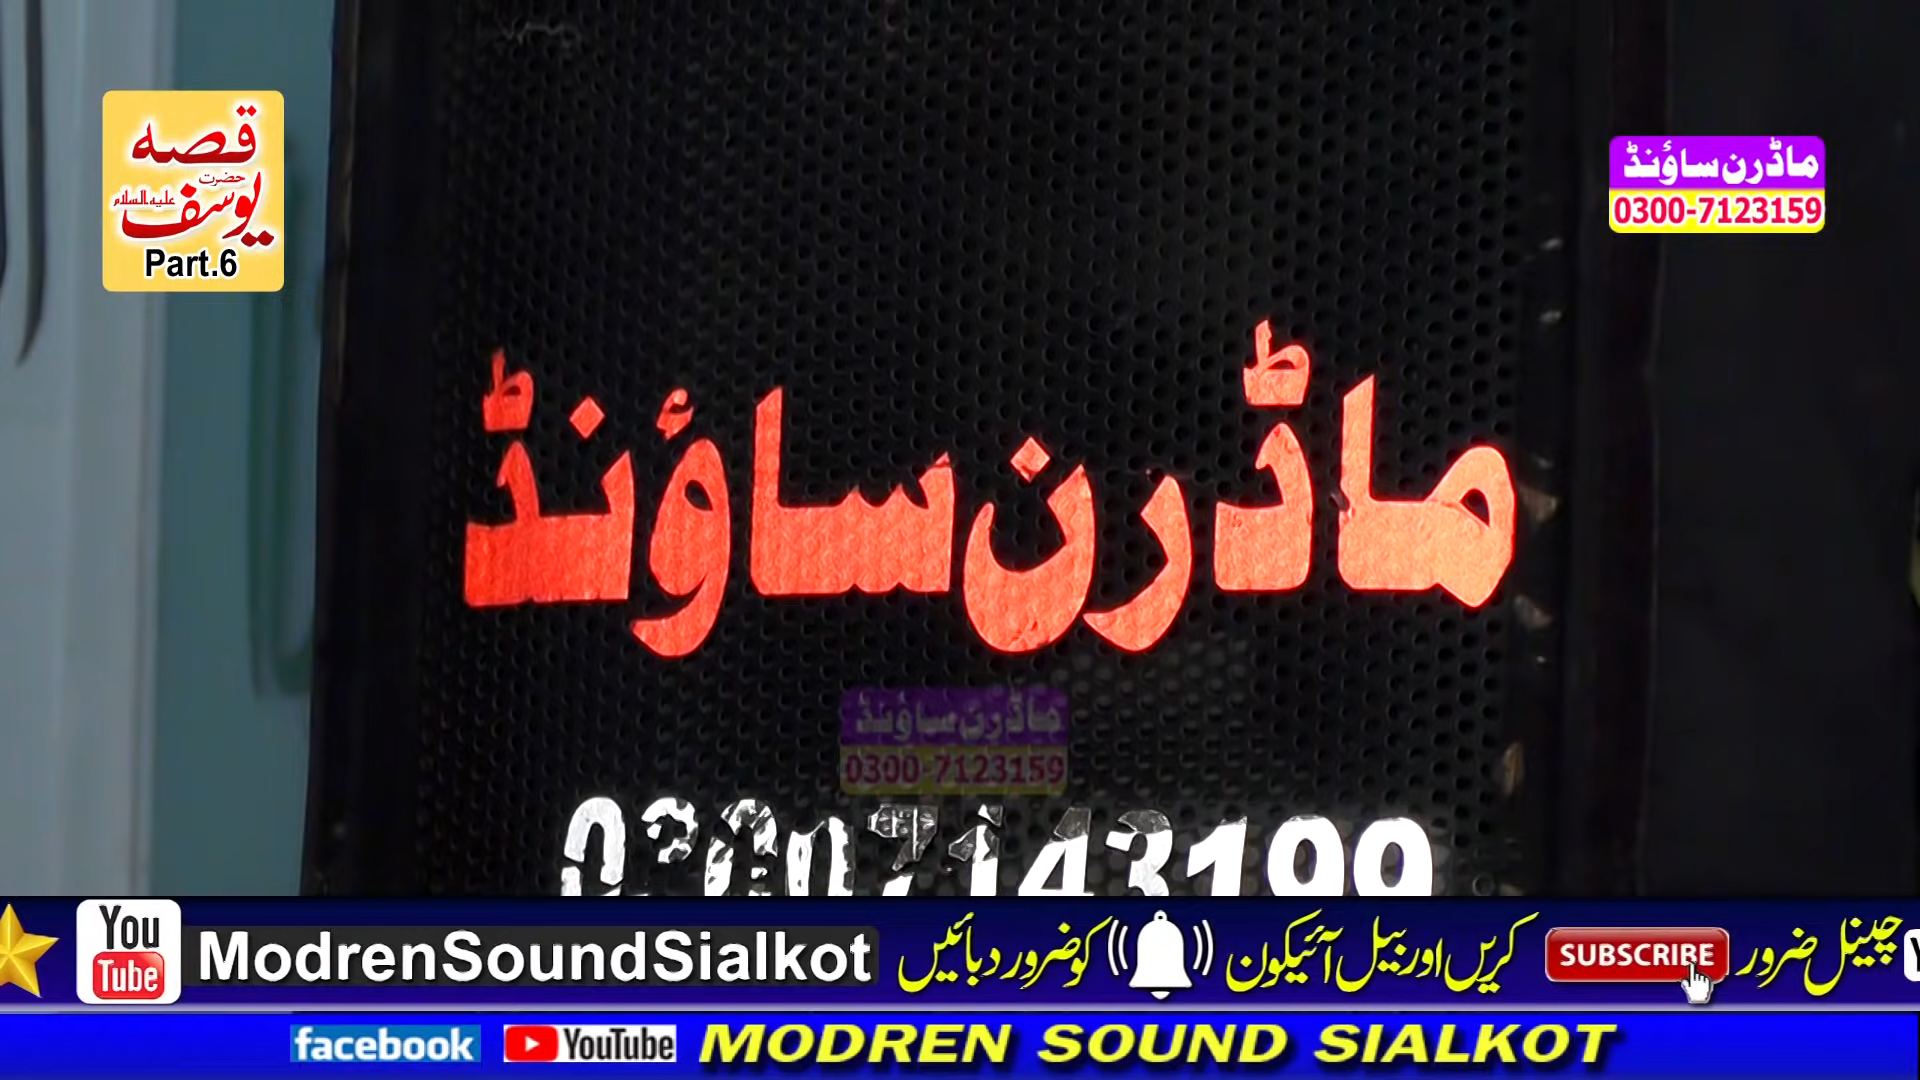 قصہ
حضرت
یوسف علیہ السلام
Part.6
ماڈرن ساؤنڈ
0300-7123159
ماڈرن ساؤنڈ
ماڈرن ساؤنڈ
0300-7123159
03007143199
You Tube ModrenSoundSialkot چینل ضرور SUBSCRIBE کریں اور بیل آئیکون کو ضرور دبائیں
facebook YouTube MODREN SOUND SIALKOT